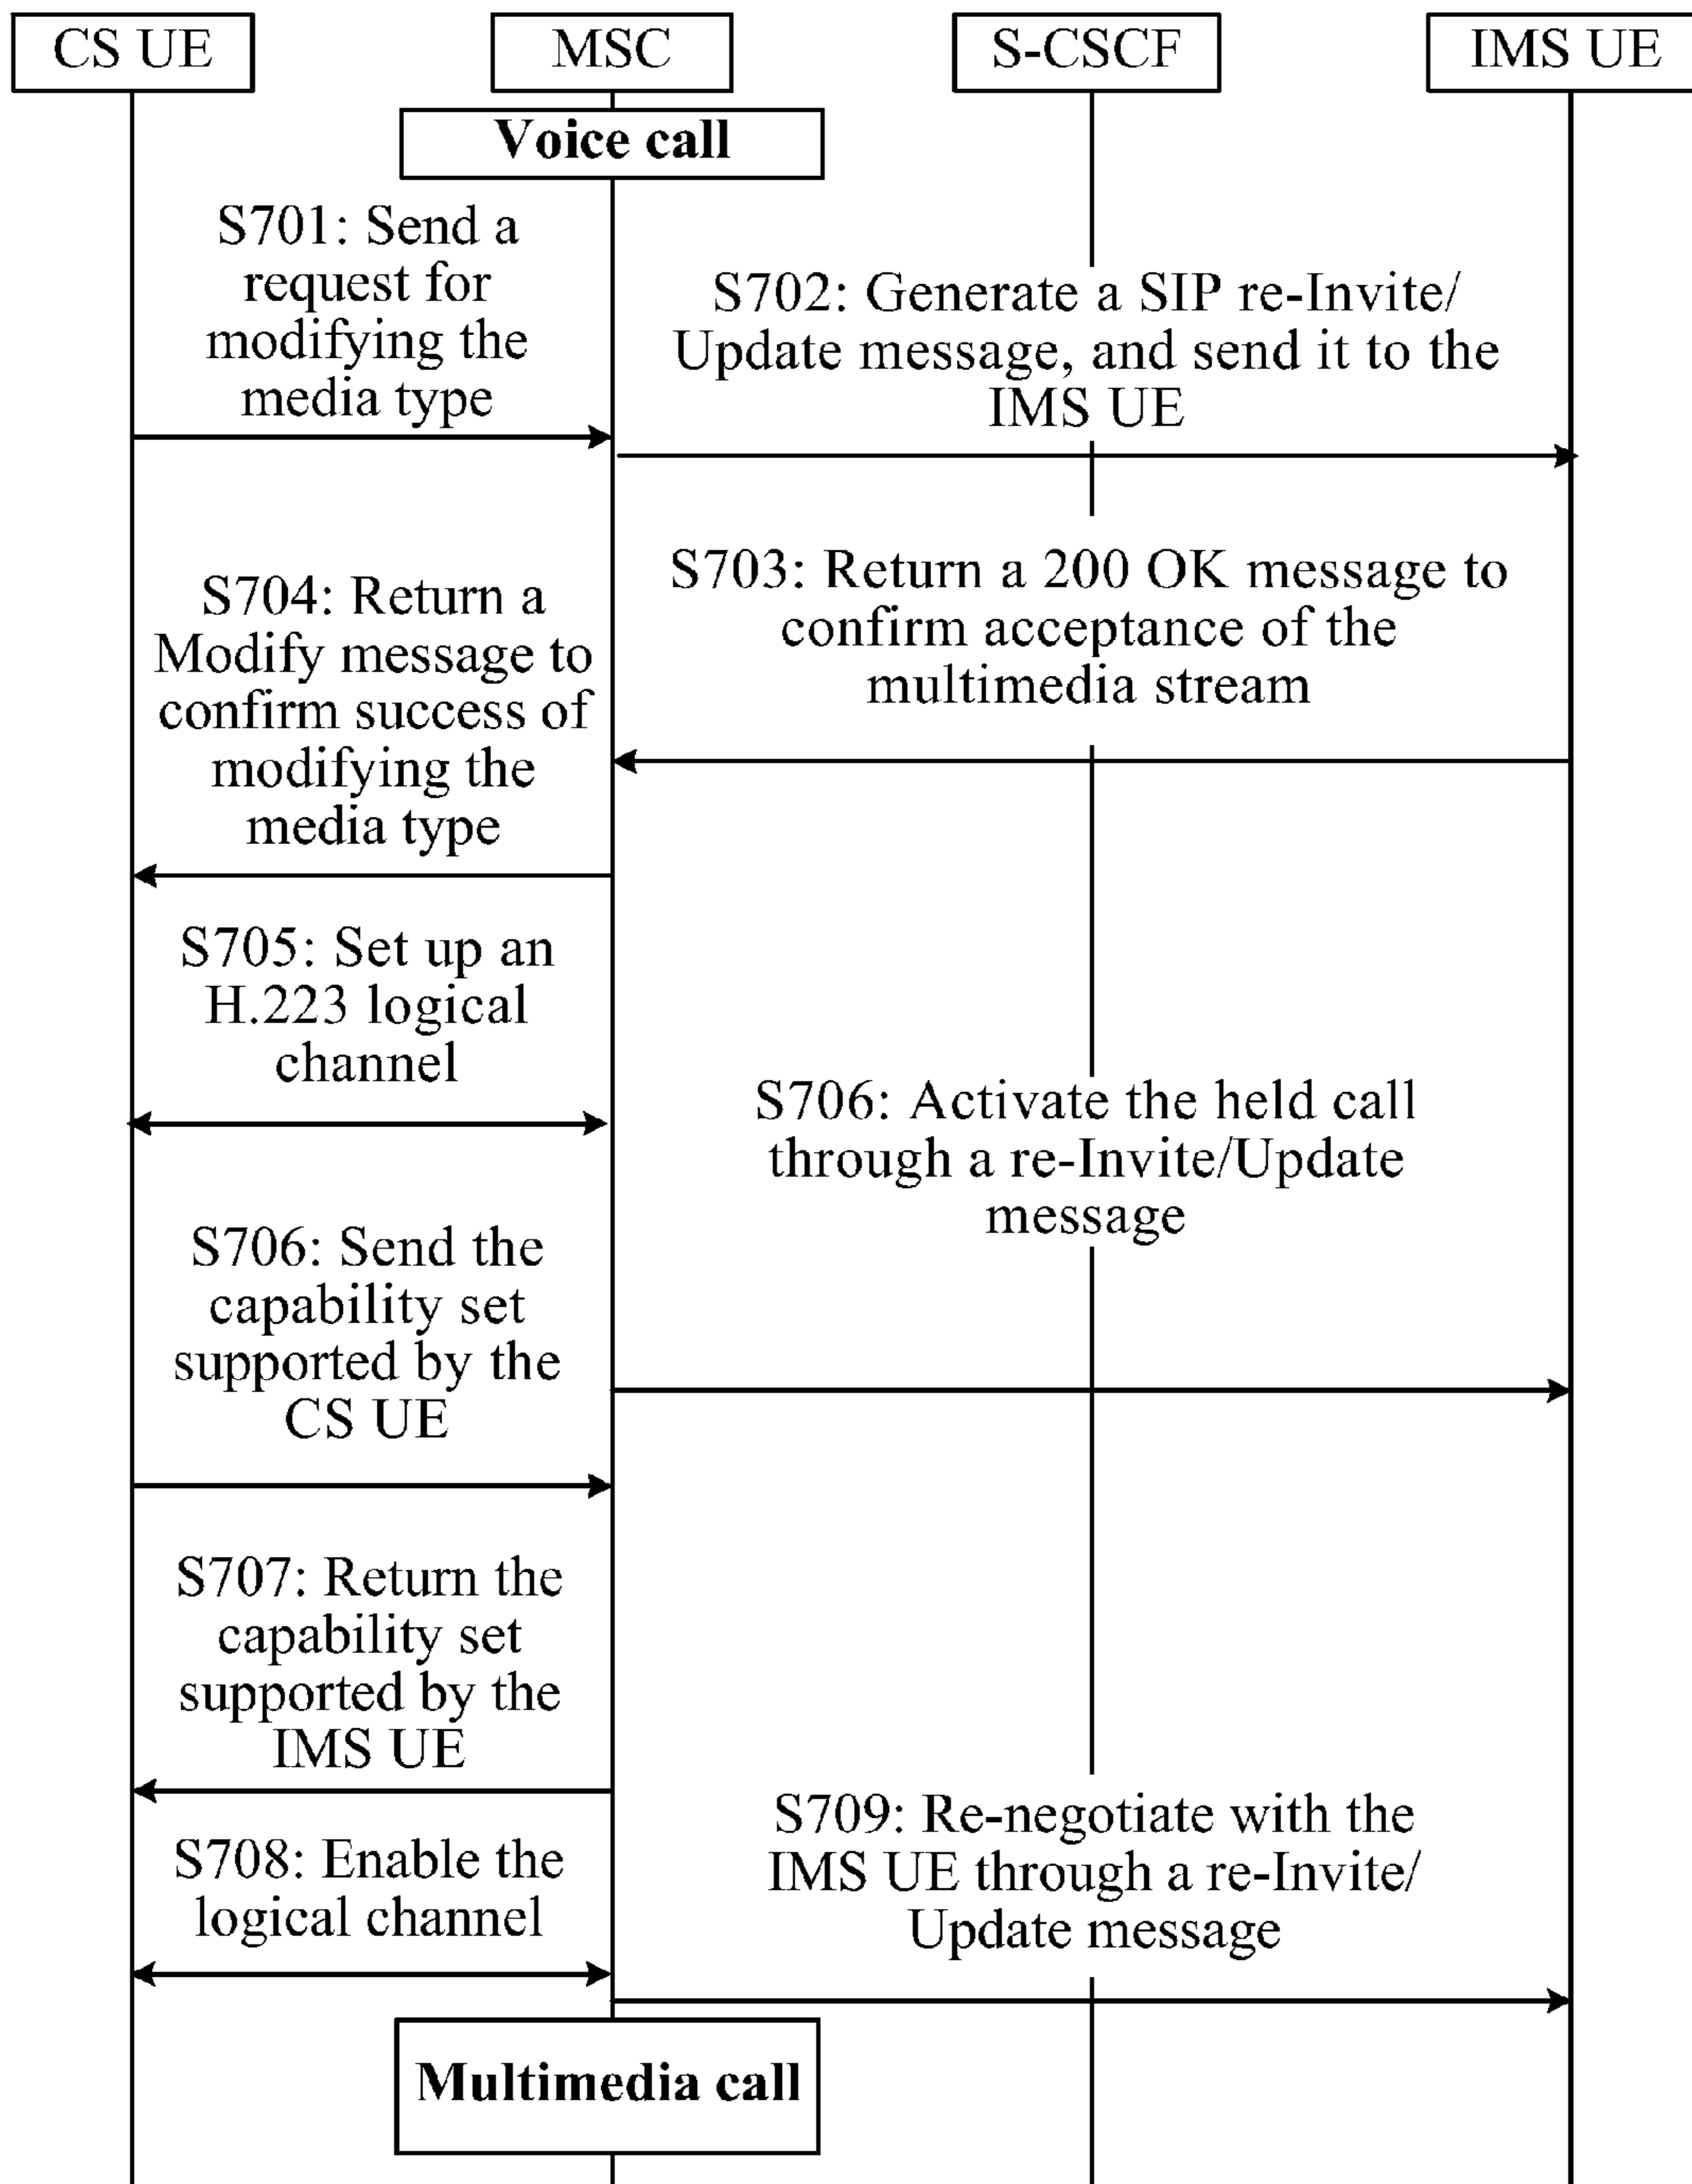 CS UE
MSC
S-CSCF
IMS UE
Voice call
S701: Send a
request for
modifying the
media type
S702: Generate a SIP re-Invite/
Update message, and send it to the
IMS UE
S703: Return a 200 OK message to
confirm acceptance of the
multimedia stream
S704: Return a
Modify message to
confirm success of
modifying the
media type
S705: Set up an
H.223 logical
channel
S706: Activate the held call
through a re-Invite/Update
message
S706: Send the
capability set
supported by the
CS UE
S707: Return the
capability set
supported by the
IMS UE
S708: Enable the
logical channel
S709: Re-negotiate with the
IMS UE through a re-Invite/
Update message
Multimedia call